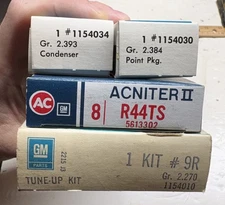 1 #1154034
Gr. 2.393
Condenser
1 #1154030
Gr. 2.384
Point Pkg.
AC
GM
ACNITER II
8
R44TS
5613302
GM
PARTS
TUNE-UP KIT
1 KIT # 9R
Gr. 2.270
1154010